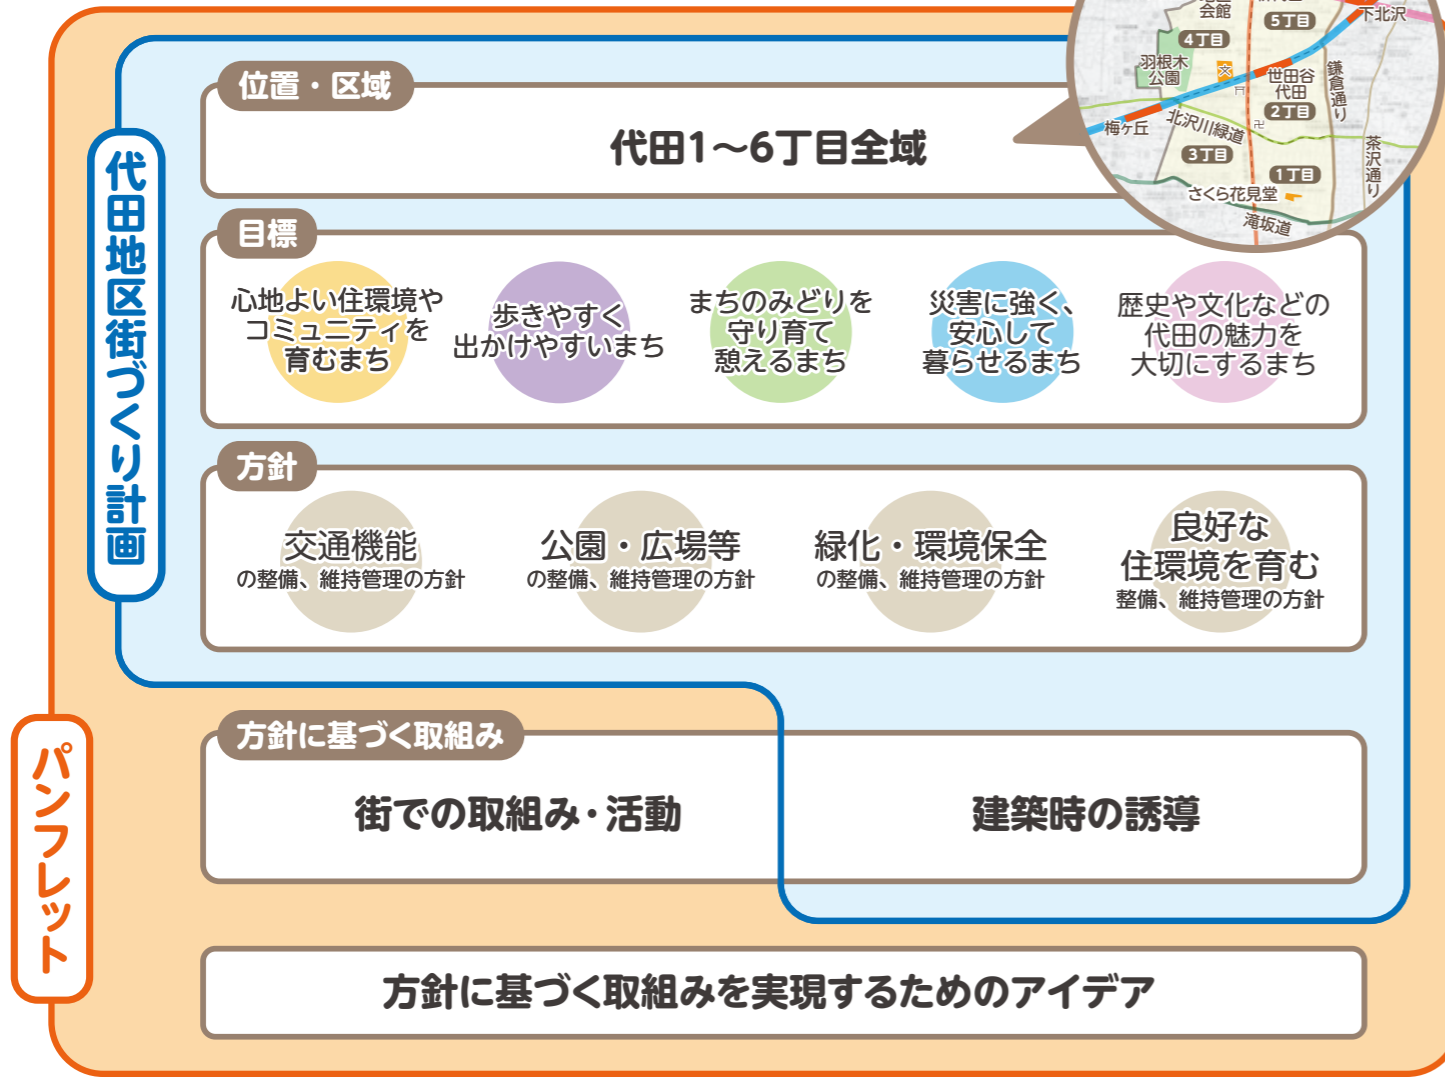 代田地区街づくり計画
パンフレット
位置・区域
代田1～6丁目全域
会館
5丁目
下北沢
4丁目
羽根木
公園
世田谷
代田
鎌倉通り
2丁目
梅ヶ丘
北沢川緑道
3丁目
茶沢通り
1丁目
さくら花見堂
滝坂道
目標
心地よい住環境や
コミュニティを
育むまち
歩きやすく
出かけやすいまち
まちのみどりを
守り育て
憩えるまち
災害に強く、
安心して
暮らせるまち
歴史や文化などの
代田の魅力を
大切にするまち
方針
交通機能
の整備、維持管理の方針
公園・広場等
の整備、維持管理の方針
緑化・環境保全
の整備、維持管理の方針
良好な
住環境を育む
整備、維持管理の方針
方針に基づく取組み
街での取組み・活動
建築時の誘導
方針に基づく取組みを実現するためのアイデア